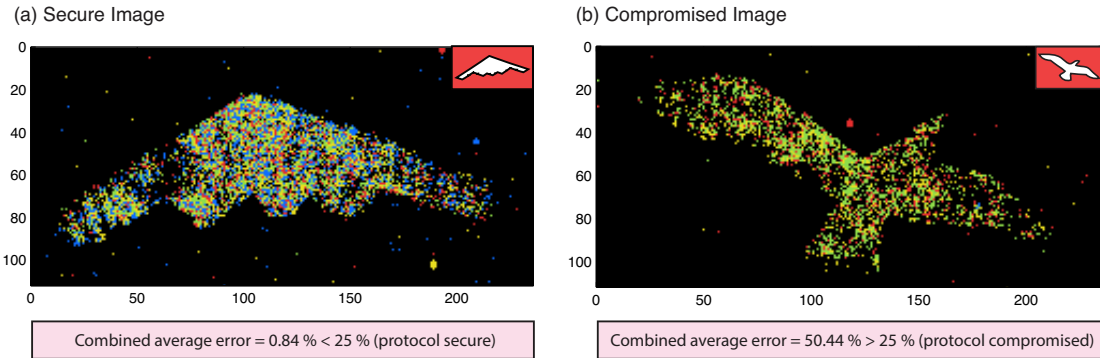 (a) Secure Image
0
20
40
60
80
100
0 50 100 150 200
Combined average error = 0.84 % < 25 % (protocol secure)
(b) Compromised Image
0
20
40
60
80
100
0 50 100 150 200
Combined average error = 50.44 % > 25 % (protocol compromised)